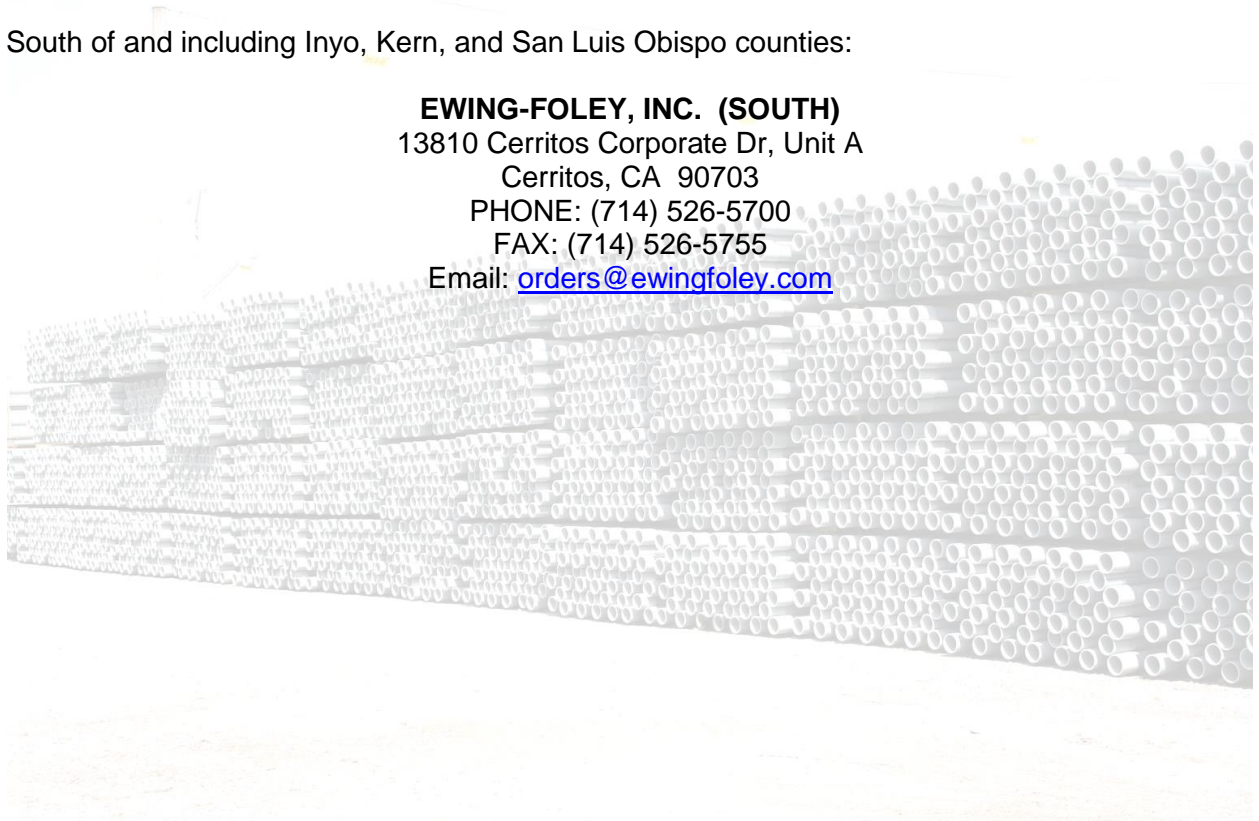 South of and including Inyo, Kern, and San Luis Obispo counties:
EWING-FOLEY, INC.  (SOUTH)
13810 Cerritos Corporate Dr, Unit A
Cerritos, CA  90703
PHONE: (714) 526-5700
FAX: (714) 526-5755
Email: orders@ewingfoley.com